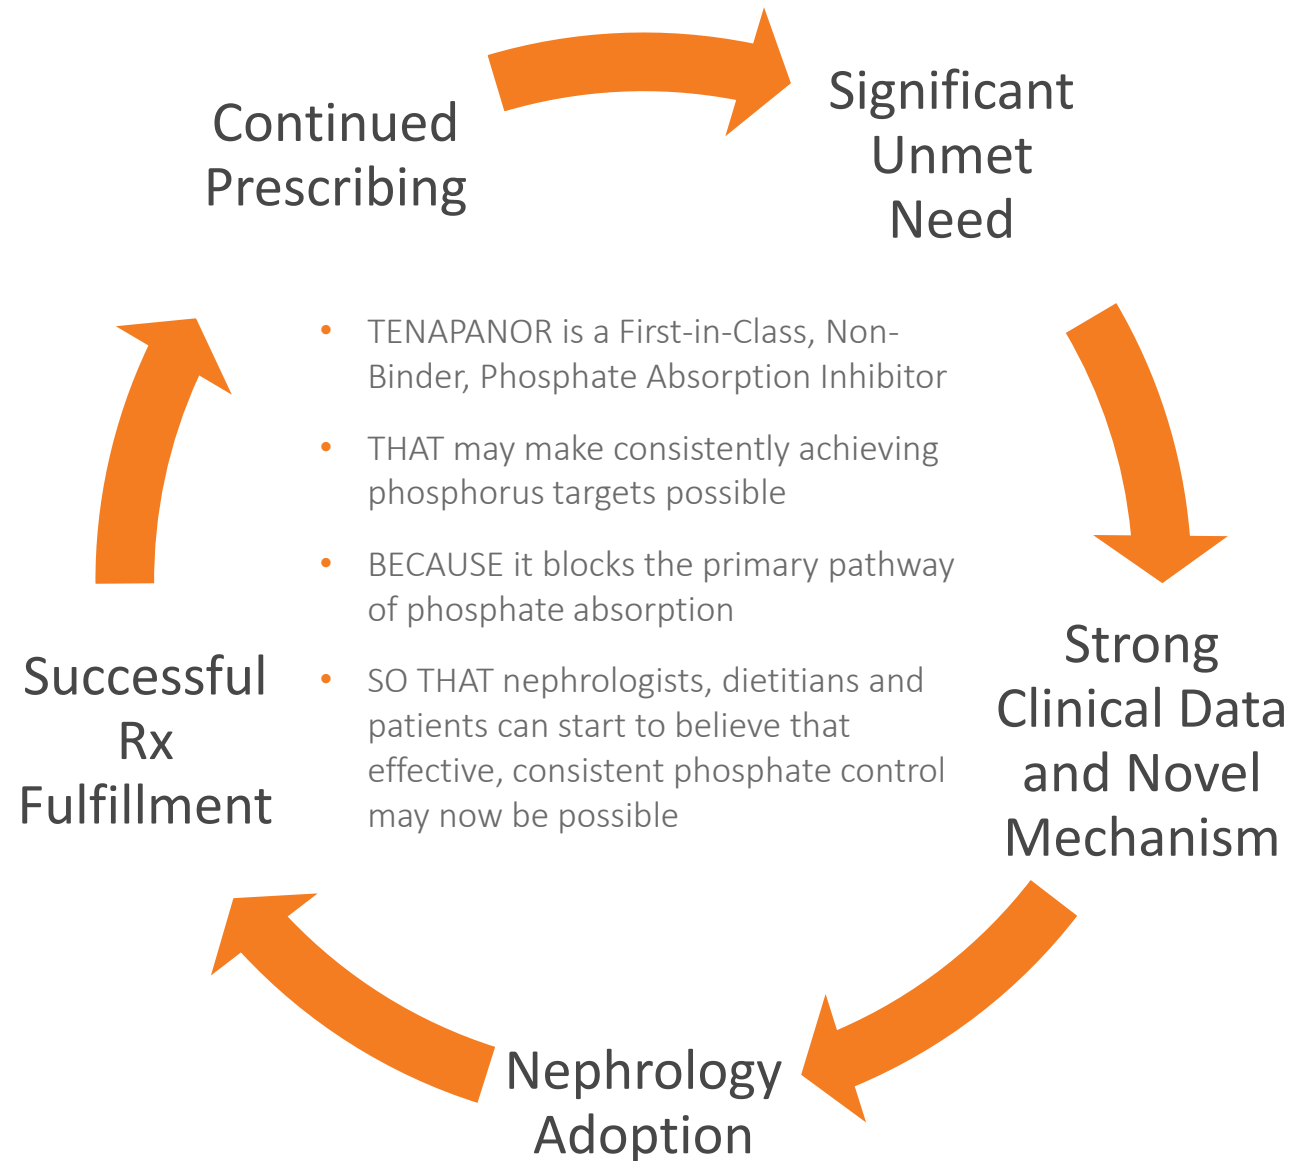 Continued
Prescribing
Significant
Unmet
Need
• TENAPANOR is a First-in-Class, Non-
Binder, Phosphate Absorption Inhibitor
• THAT may make consistently achieving
phosphorus targets possible
• BECAUSE it blocks the primary pathway
of phosphate absorption
• SO THAT nephrologists, dietitians and
patients can start to believe that
effective, consistent phosphate control
may now be possible
Strong
Clinical Data
and Novel
Mechanism
Nephrology
Adoption
Successful
Rx
Fulfillment